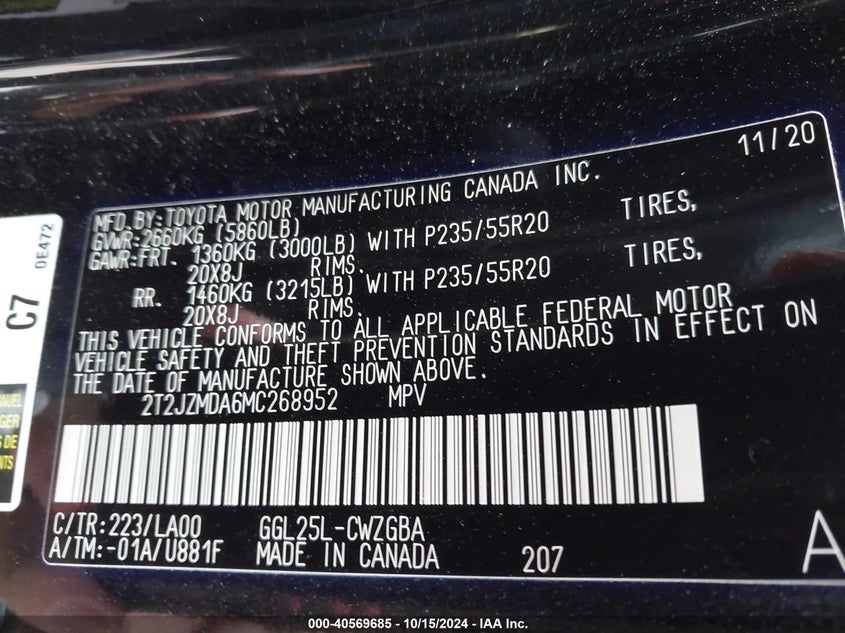 11/20
MFD. BY:TOYOTA MOTOR MANUFACTURING CANADA INC.
GVWR:2660KG (5860LB)
GAWR:FRT. 1360KG (3000LB) WITH P235/55R20 TIRES,
20X8J RIMS.
RR. 1460KG (3215LB) WITH P235/55R20 TIRES,
20X8J RIMS.
THIS VEHICLE CONFORMS TO ALL APPLICABLE FEDERAL MOTOR
VEHICLE SAFETY AND THEFT PREVENTION STANDARDS IN EFFECT ON
THE DATE OF MANUFACTURE SHOWN ABOVE.
2T2JZMDA6MC268952 MPV
C/TR:223/LA00 GGL25L-CWZGBA
A/TM:-01A/U881F MADE IN CANADA 207
A
C7
0E472
000-40569685 - 10/15/2024 - IAA Inc.